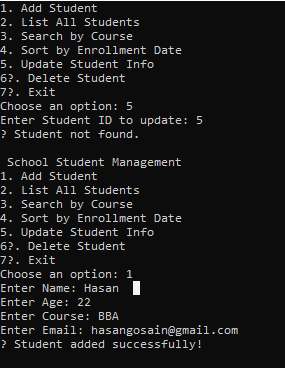 1. Add Student
2. List All Students
3. Search by Course
4. Sort by Enrollment Date
5. Update Student Info
6?. Delete Student
7?. Exit
Choose an option: 5
Enter Student ID to update: 5
? Student not found.

 School Student Management
1. Add Student
2. List All Students
3. Search by Course
4. Sort by Enrollment Date
5. Update Student Info
6?. Delete Student
7?. Exit
Choose an option: 1
Enter Name: Hasan
Enter Age: 22
Enter Course: BBA
Enter Email: hasangosain@gmail.com
? Student added successfully!